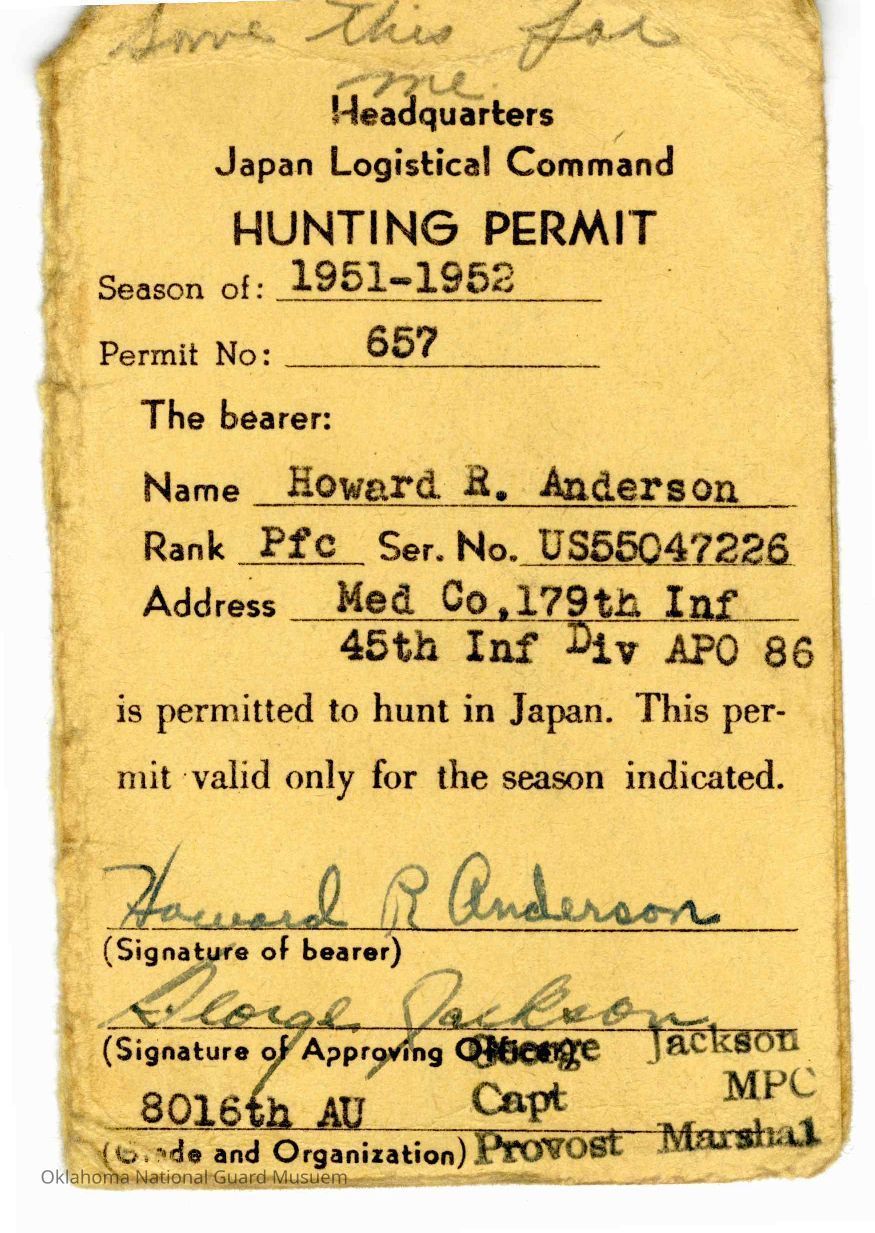 Save this for
me.
Headquarters
Japan Logistical Command
HUNTING PERMIT
Season of: 1951-1952
Permit No: 657
The bearer:
Name Howard R. Anderson
Rank Pfc Ser. No. US55047226
Address Med Co,179th Inf
45th Inf Div APO 86
is permitted to hunt in Japan. This per-
mit valid only for the season indicated.
Howard R Anderson
(Signature of bearer)
George Jackson
(Signature of Approving Officer) George Jackson
8016th AU Capt MPC
(Grade and Organization) Provost Marshal
Oklahoma National Guard Musuem